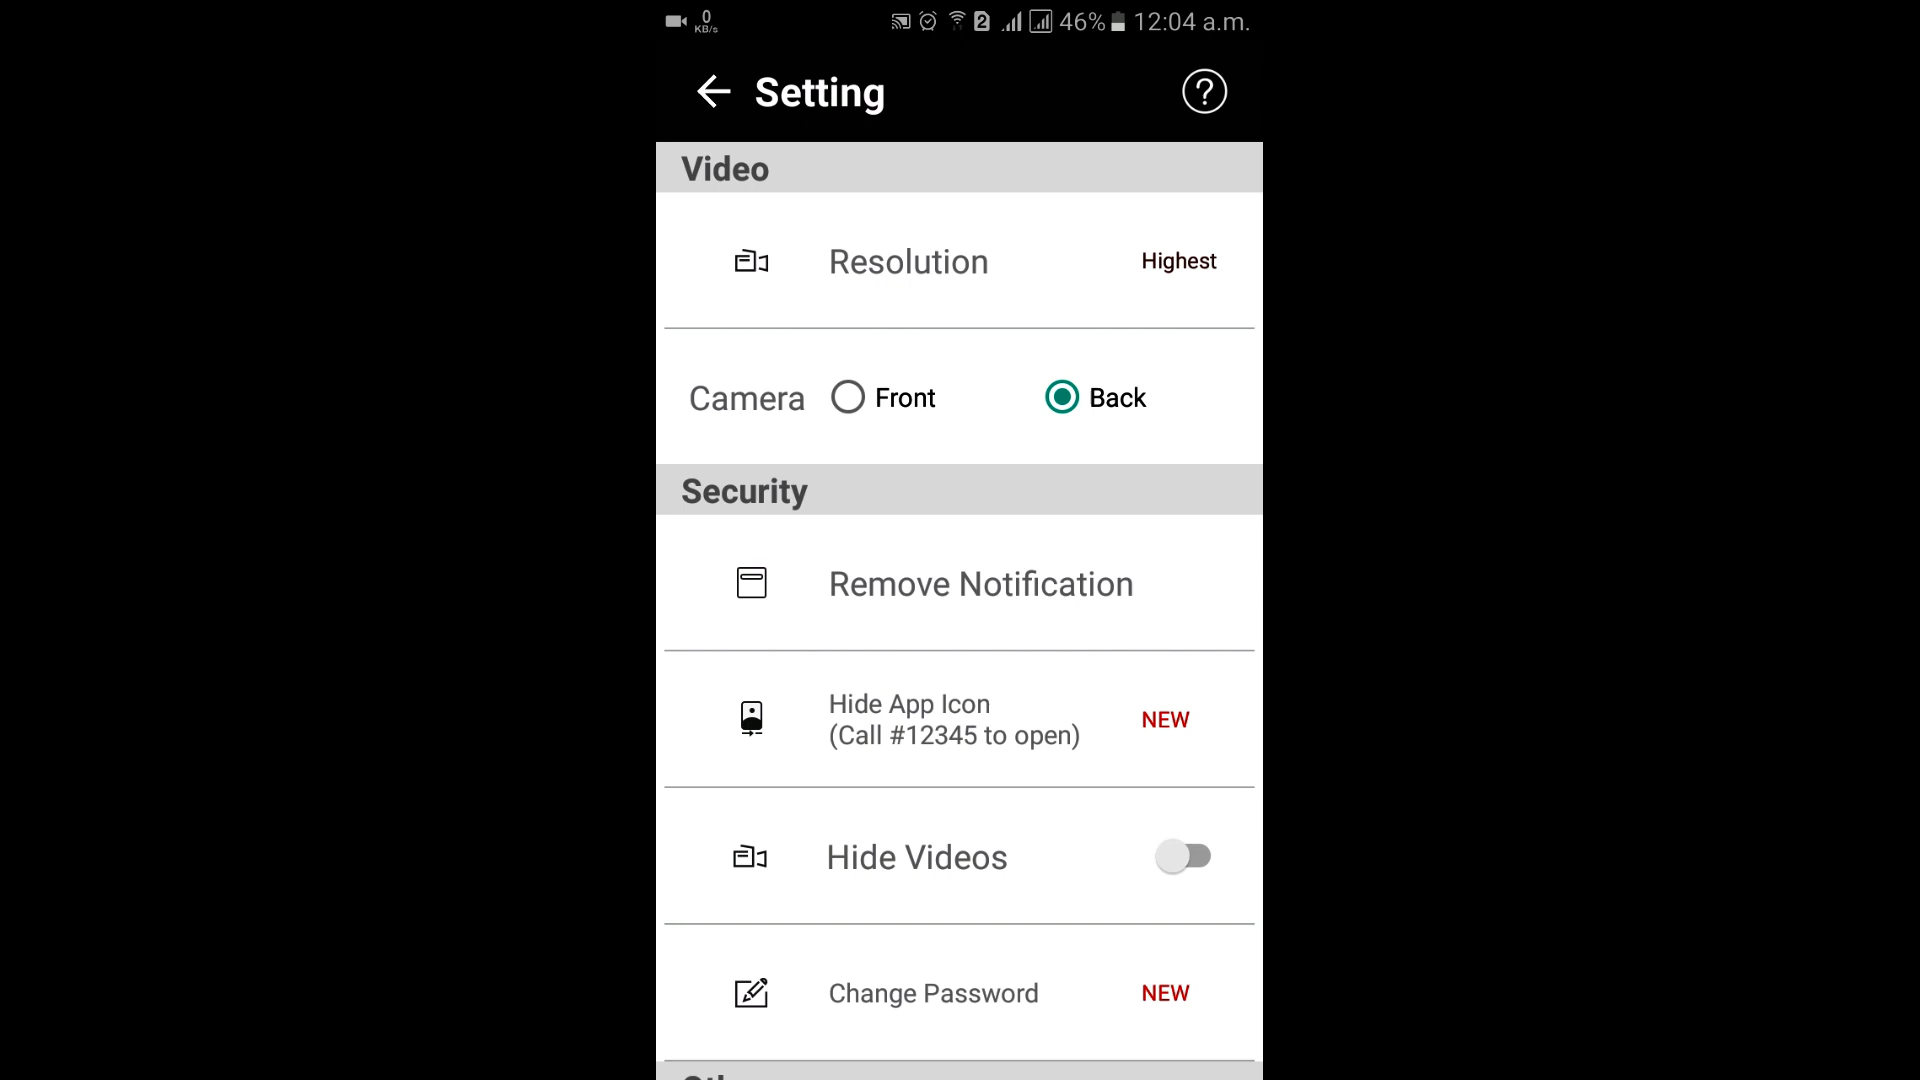 0
KB/s
2
46%
12:04 a.m.
Setting
?
Video
Resolution
Highest
Camera
Front
Back
Security
Remove Notification
Hide App Icon
(Call #12345 to open)
NEW
Hide Videos
Change Password
NEW